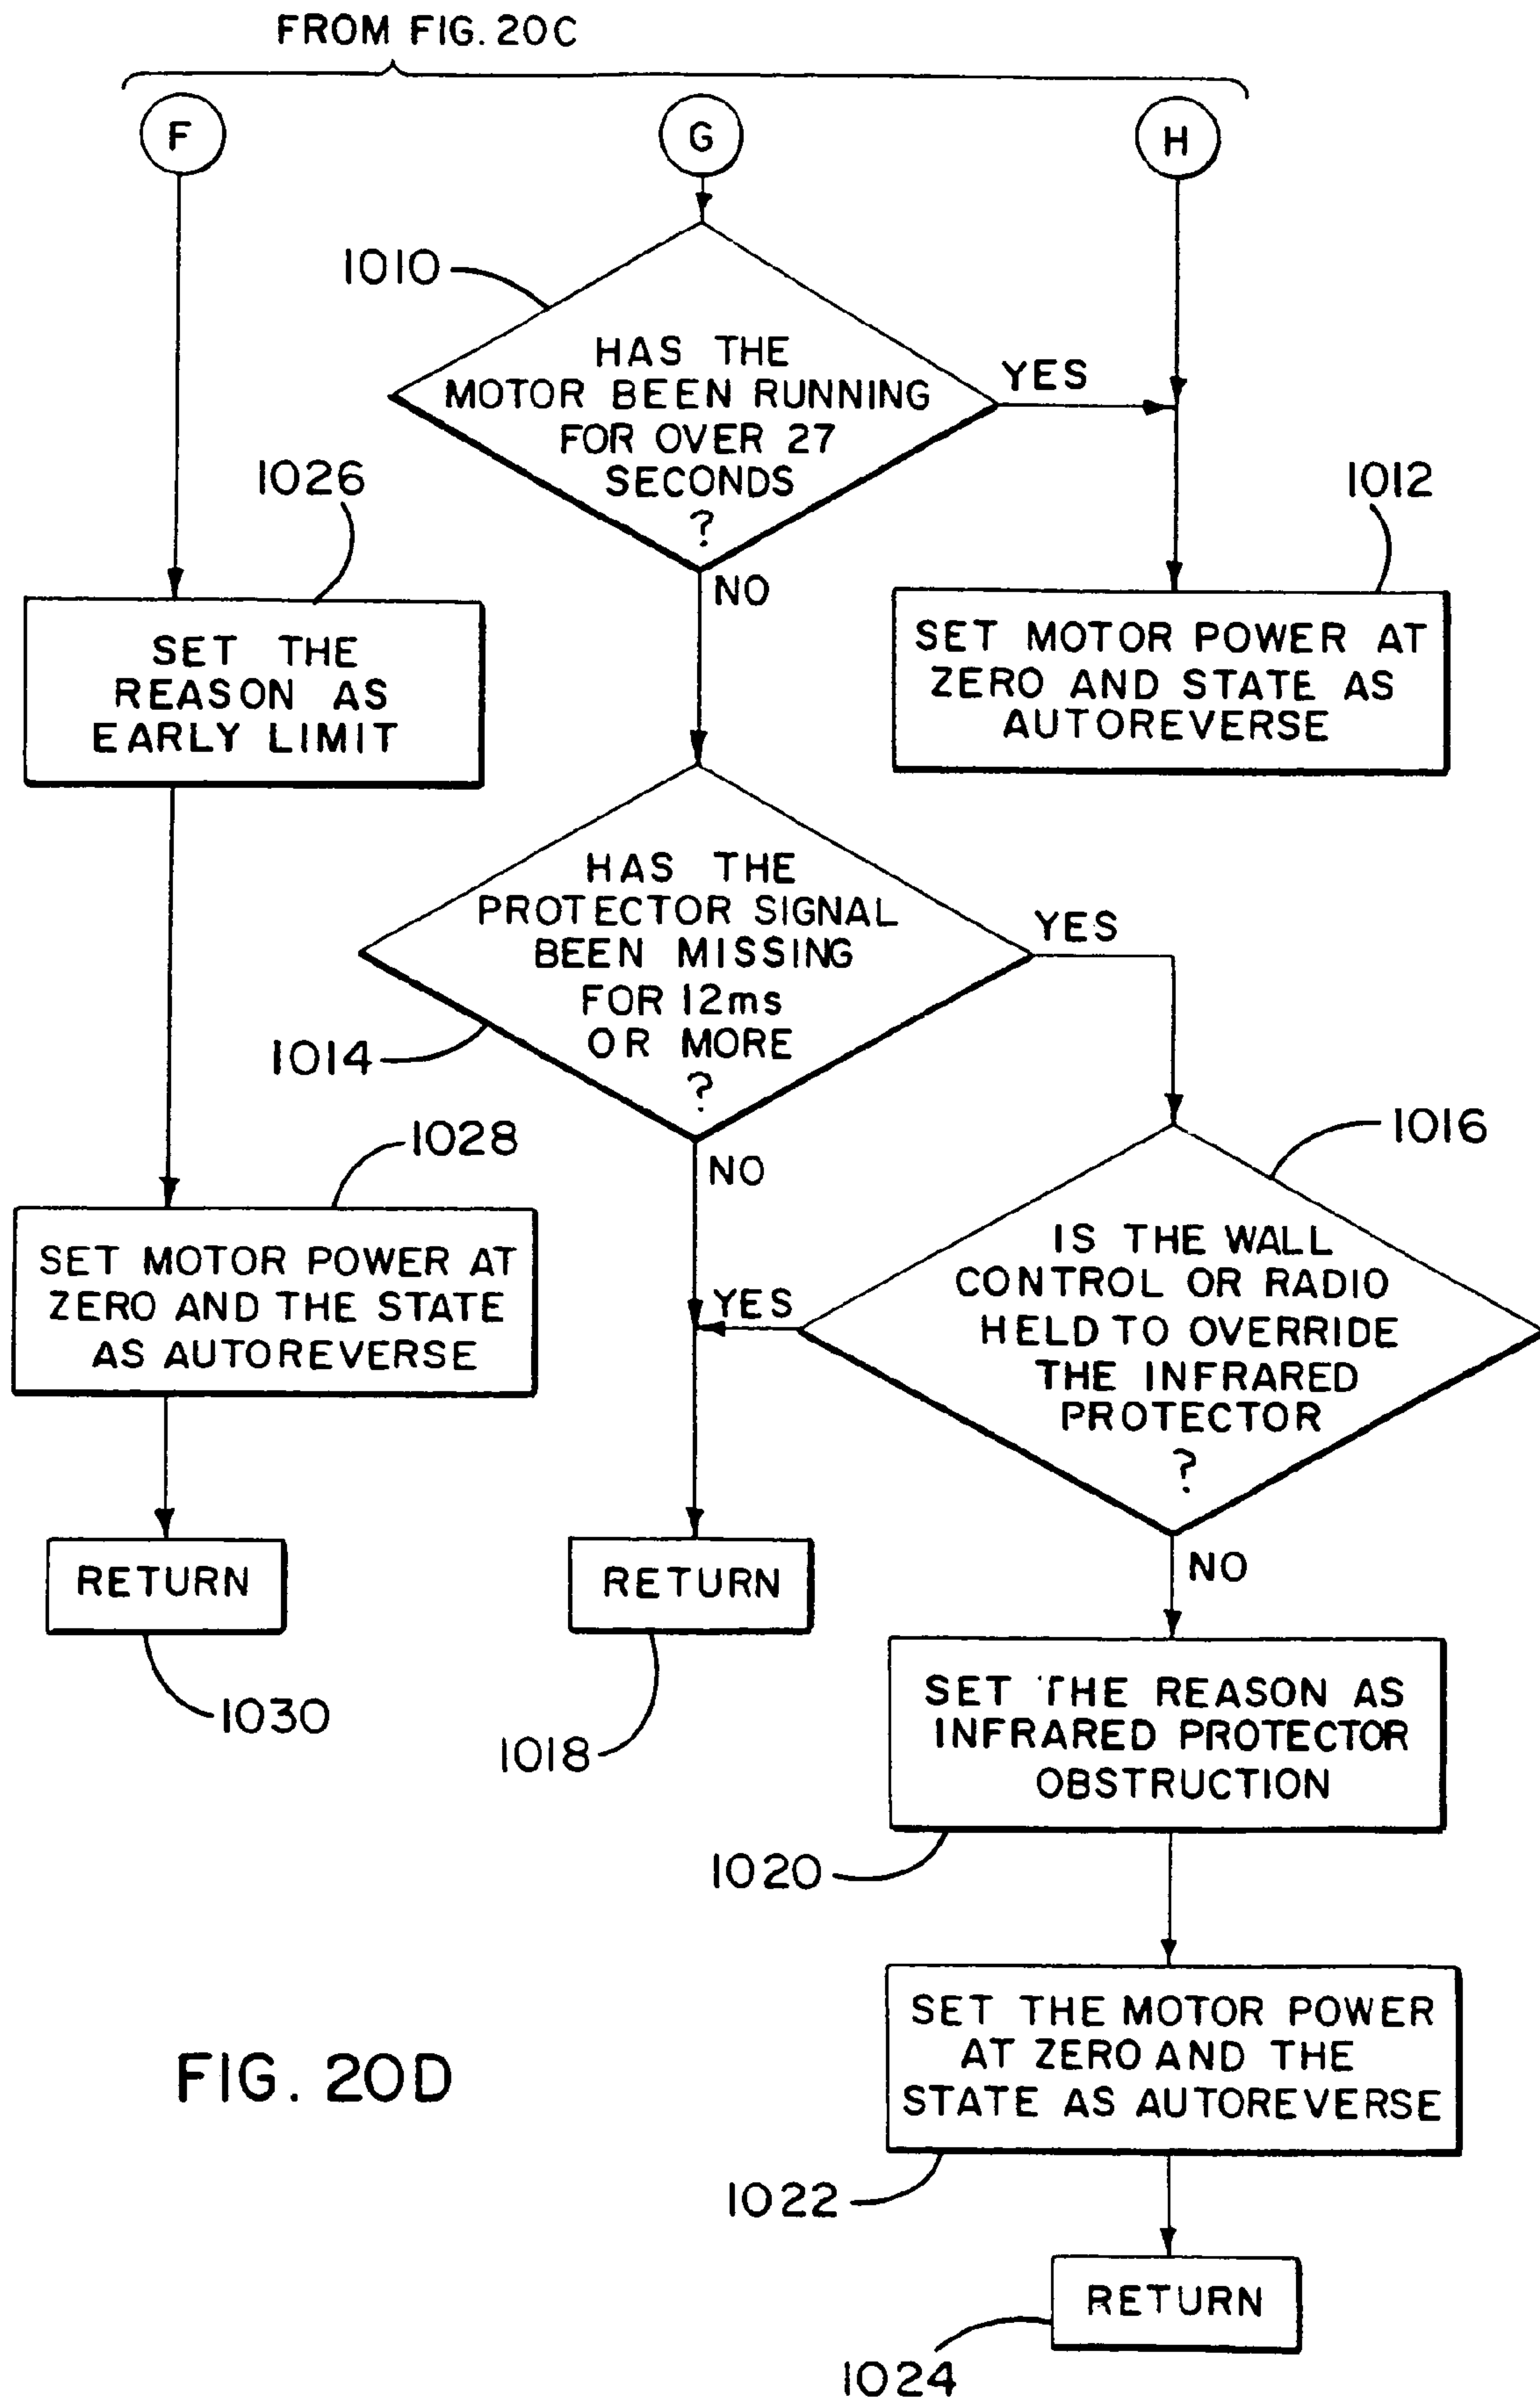 FROM FIG. 20C
F
G
H
1010
HAS THE
MOTOR BEEN RUNNING
FOR OVER 27
SECONDS
?
YES
NO
1026
SET THE
REASON AS
EARLY LIMIT
1012
SET MOTOR POWER AT
ZERO AND STATE AS
AUTOREVERSE
HAS THE
PROTECTOR SIGNAL
BEEN MISSING
FOR 12ms
OR MORE
?
YES
1014
NO
1028
SET MOTOR POWER AT
ZERO AND THE STATE
AS AUTOREVERSE
1016
IS THE WALL
CONTROL OR RADIO
HELD TO OVERRIDE
THE INFRARED
PROTECTOR
?
YES
NO
RETURN
1030
RETURN
1018
SET THE REASON AS
INFRARED PROTECTOR
OBSTRUCTION
1020
SET THE MOTOR POWER
AT ZERO AND THE
STATE AS AUTOREVERSE
1022
RETURN
1024
FIG. 20D